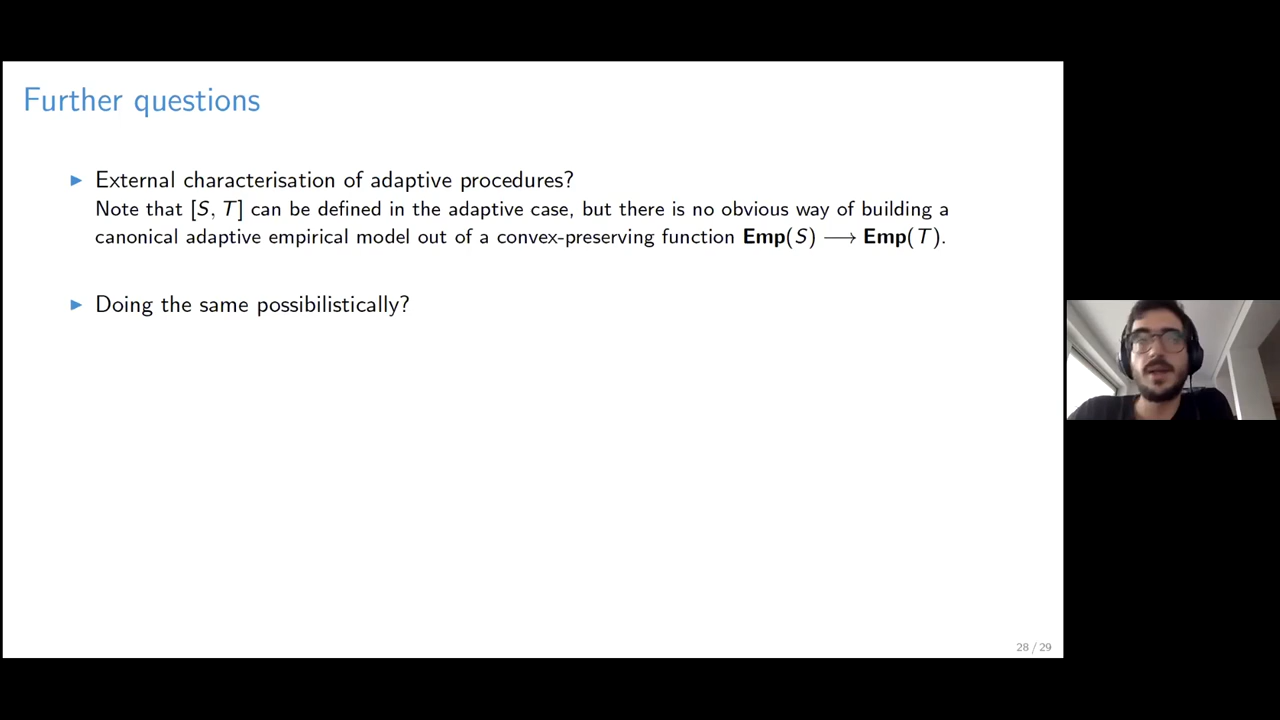 Further questions
▶ External characterisation of adaptive procedures?
Note that [S, T] can be defined in the adaptive case, but there is no obvious way of building a
canonical adaptive empirical model out of a convex-preserving function Emp(S) ⟶ Emp(T).
▶ Doing the same possibilistically?
28 / 29